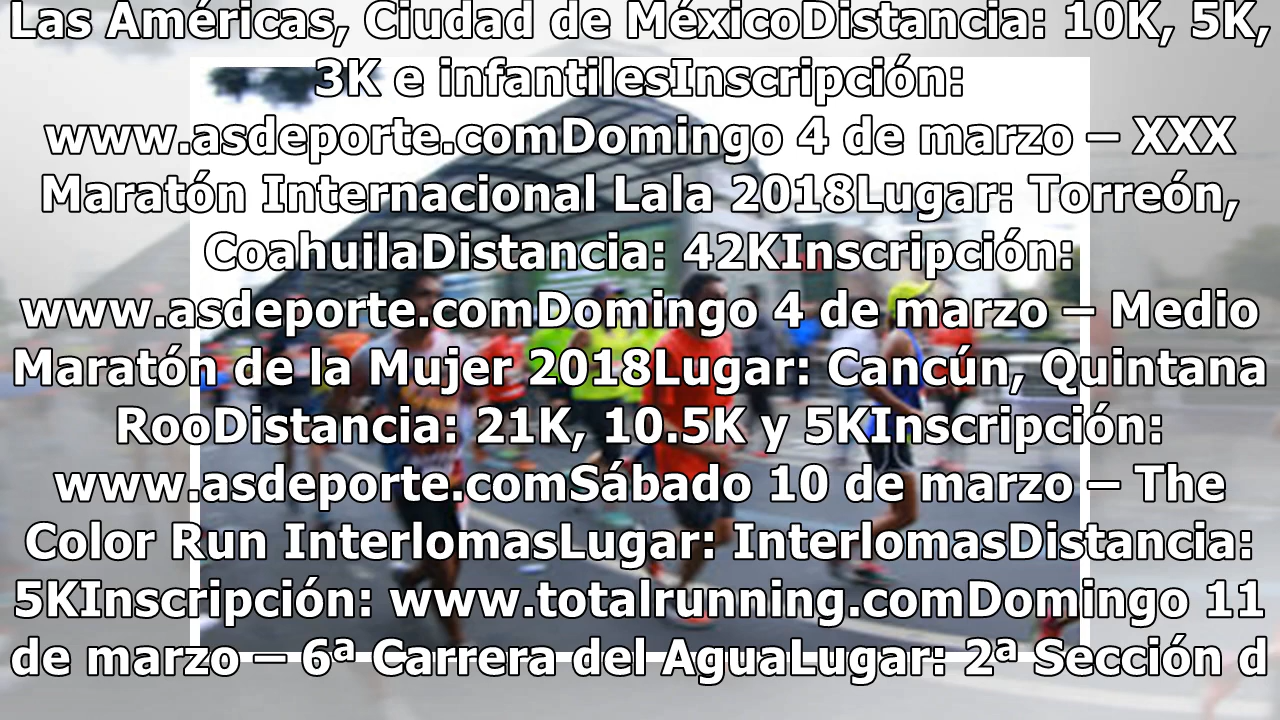 Las Américas, Ciudad de MéxicoDistancia: 10K, 5K,
3K e infantilesInscripción:
www.asdeporte.comDomingo 4 de marzo – XXX
Maratón Internacional Lala 2018Lugar: Torreón,
CoahuilaDistancia: 42KInscripción:
www.asdeporte.comDomingo 4 de marzo – Medio
Maratón de la Mujer 2018Lugar: Cancún, Quintana
RooDistancia: 21K, 10.5K y 5KInscripción:
www.asdeporte.comSábado 10 de marzo – The
Color Run InterlomasLugar: InterlomasDistancia:
5KInscripción: www.totalrunning.comDomingo 11
de marzo – 6ª Carrera del AguaLugar: 2ª Sección d